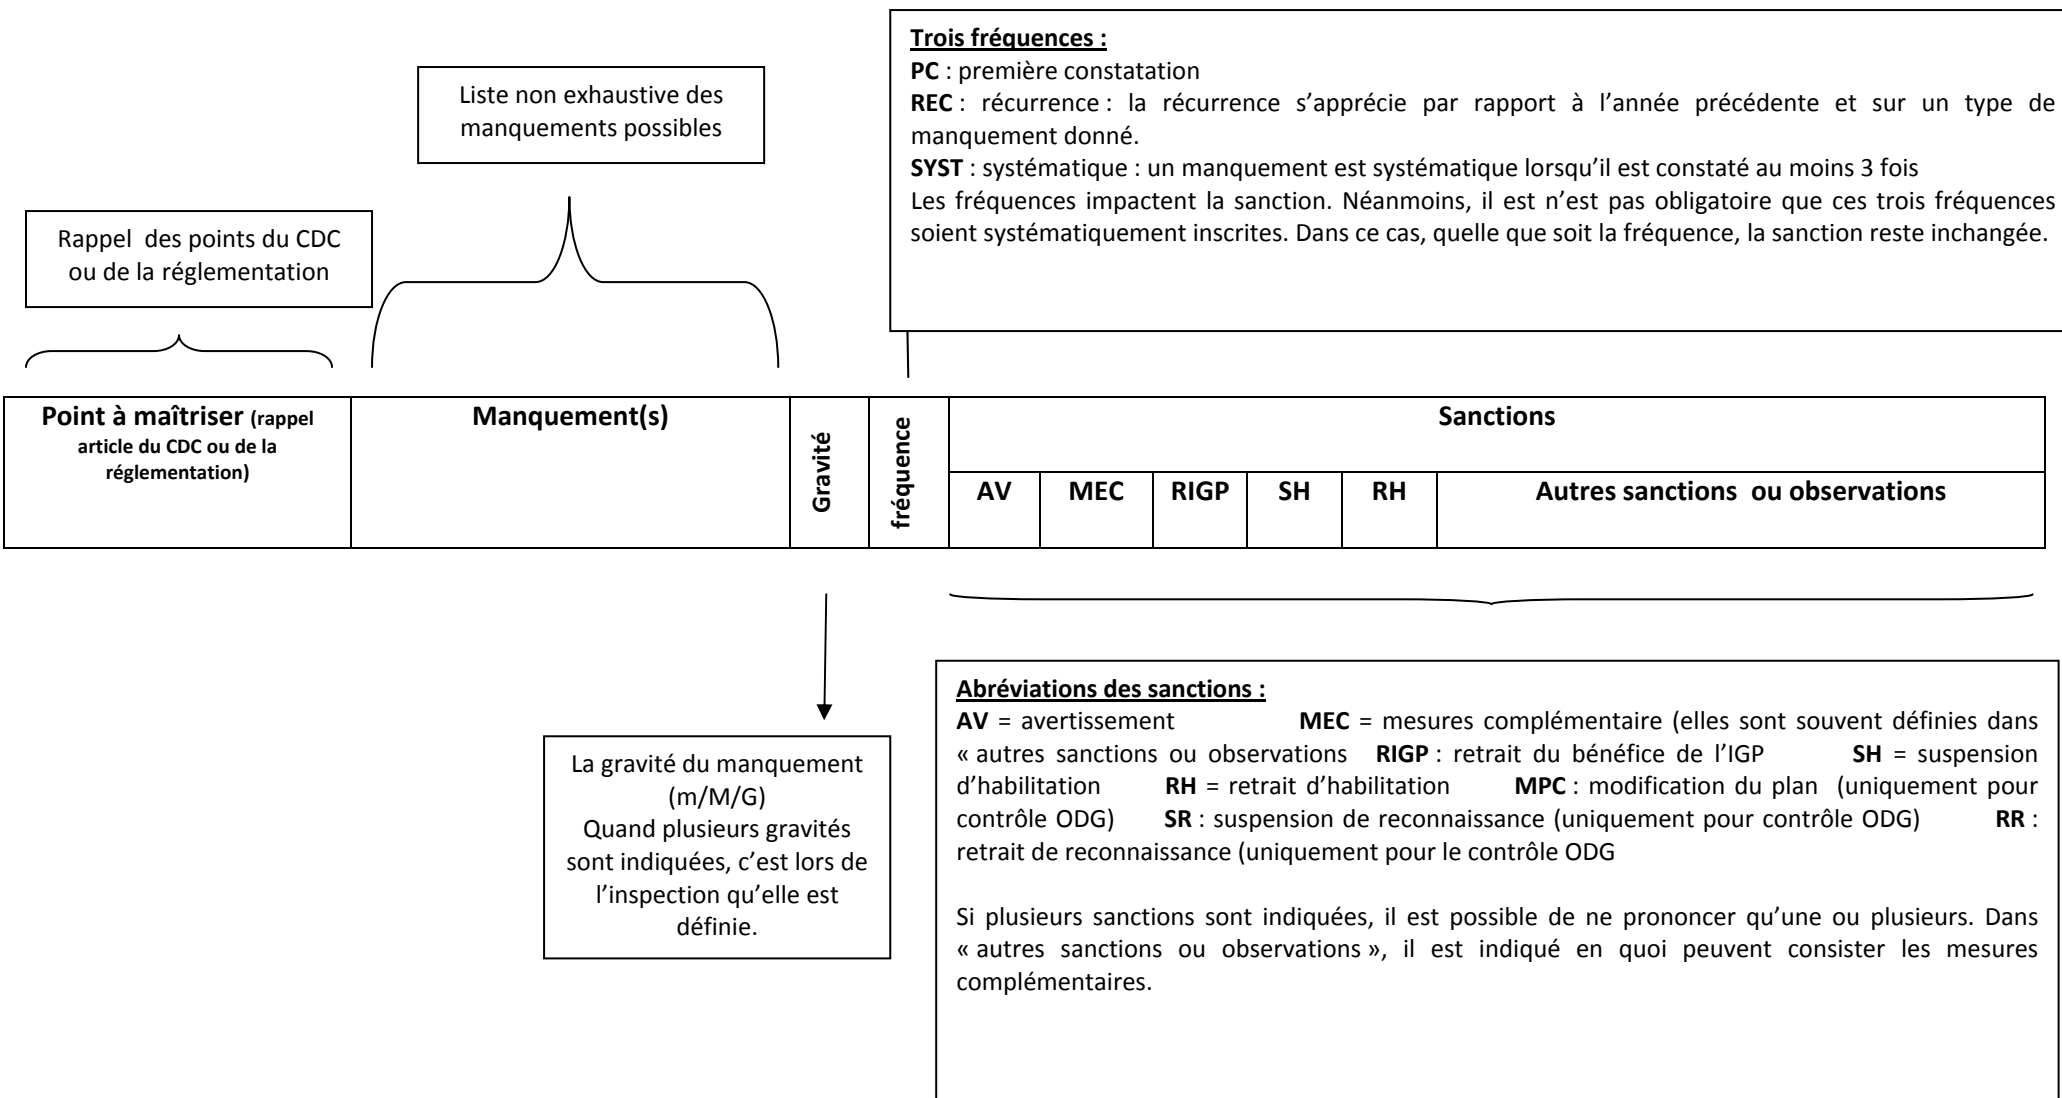 Trois fréquences :
PC : première constatation
REC : récurrence : la récurrence s’apprécie par rapport à l’année précédente et sur un type de
manquement donné.
SYST : systématique : un manquement est systématique lorsqu’il est constaté au moins 3 fois
Les fréquences impactent la sanction. Néanmoins, il est n’est pas obligatoire que ces trois fréquences
soient systématiquement inscrites. Dans ce cas, quelle que soit la fréquence, la sanction reste inchangée.
Liste non exhaustive des
manquements possibles
Rappel des points du CDC
ou de la réglementation
Point à maîtriser (rappel
article du CDC ou de la
réglementation)
Manquement(s)
Gravité
fréquence
Sanctions
AV
MEC
RIGP
SH
RH
Autres sanctions ou observations
La gravité du manquement
(m/M/G)
Quand plusieurs gravités
sont indiquées, c’est lors de
l’inspection qu’elle est
définie.
Abréviations des sanctions :
AV = avertissement MEC = mesures complémentaire (elles sont souvent définies dans
« autres sanctions ou observations RIGP : retrait du bénéfice de l’IGP SH = suspension
d’habilitation RH = retrait d’habilitation MPC : modification du plan (uniquement pour
contrôle ODG) SR : suspension de reconnaissance (uniquement pour contrôle ODG) RR :
retrait de reconnaissance (uniquement pour le contrôle ODG
Si plusieurs sanctions sont indiquées, il est possible de ne prononcer qu’une ou plusieurs. Dans
« autres sanctions ou observations », il est indiqué en quoi peuvent consister les mesures
complémentaires.